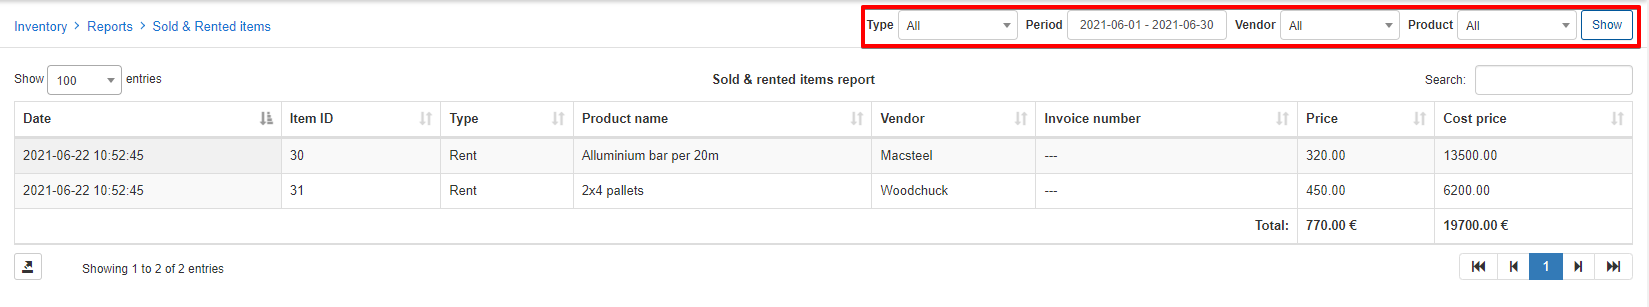 Inventory > Reports > Sold & Rented items Type All Period 2021-06-01 - 2021-06-30 Vendor All Product All Show
Show 100 entries Sold & rented items report Search:
Date Item ID Type Product name Vendor Invoice number Price Cost price
2021-06-22 10:52:45 30 Rent Alluminium bar per 20m Macsteel --- 320.00 13500.00
2021-06-22 10:52:45 31 Rent 2x4 pallets Woodchuck --- 450.00 6200.00
Total: 770.00 € 19700.00 €
Showing 1 to 2 of 2 entries 1